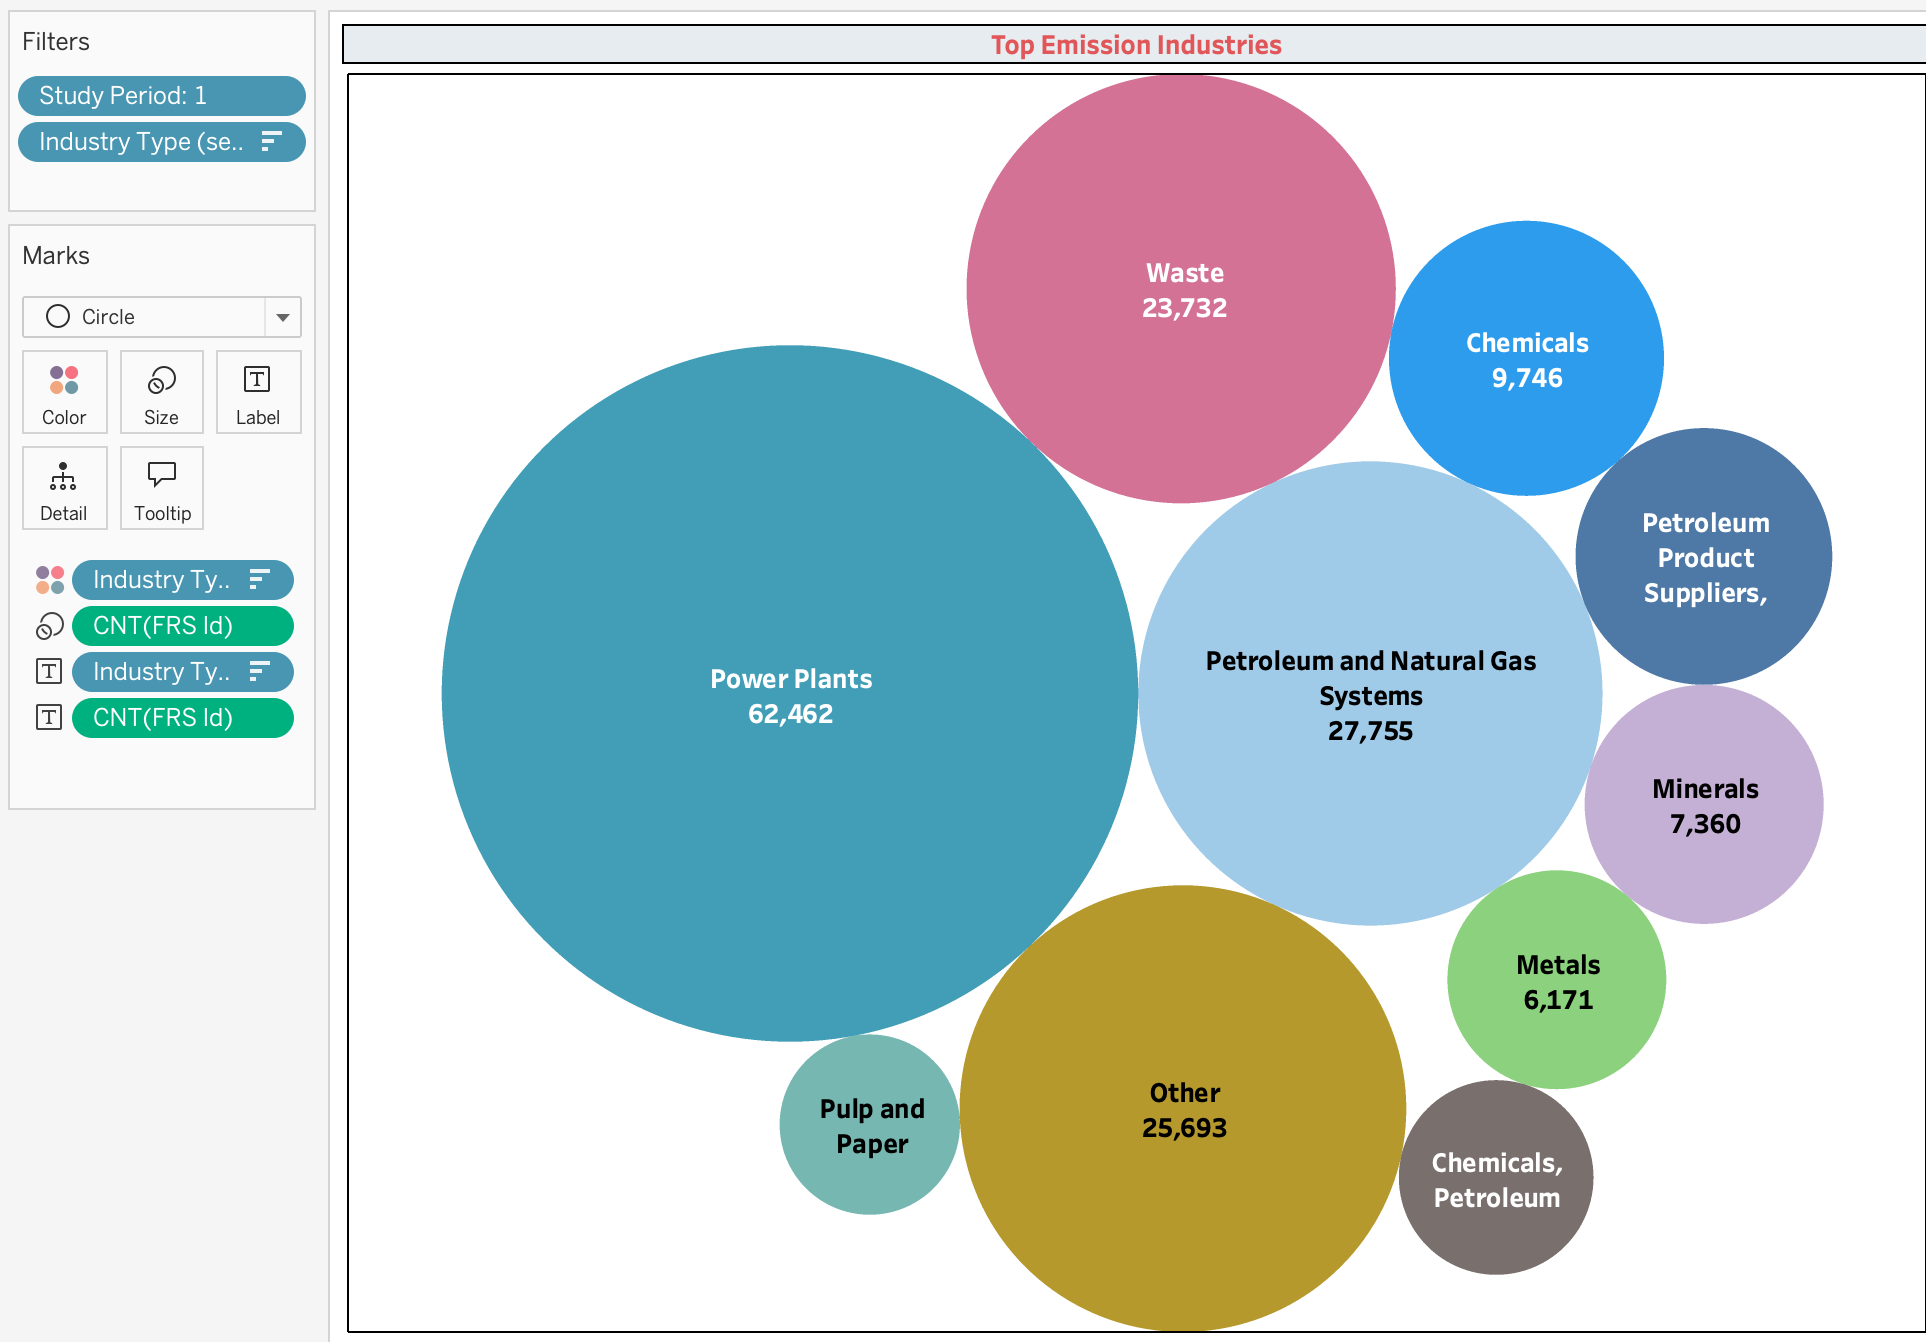 Filters
Study Period: 1
Industry Type (se..
Marks
Circle
Color
Size
Label
Detail
Tooltip
Industry Ty..
CNT(FRS Id)
Industry Ty..
CNT(FRS Id)
Top Emission Industries
Waste
23,732
Chemicals
9,746
Petroleum
Product
Suppliers,
Power Plants
62,462
Petroleum and Natural Gas
Systems
27,755
Minerals
7,360
Metals
6,171
Other
25,693
Pulp and
Paper
Chemicals,
Petroleum